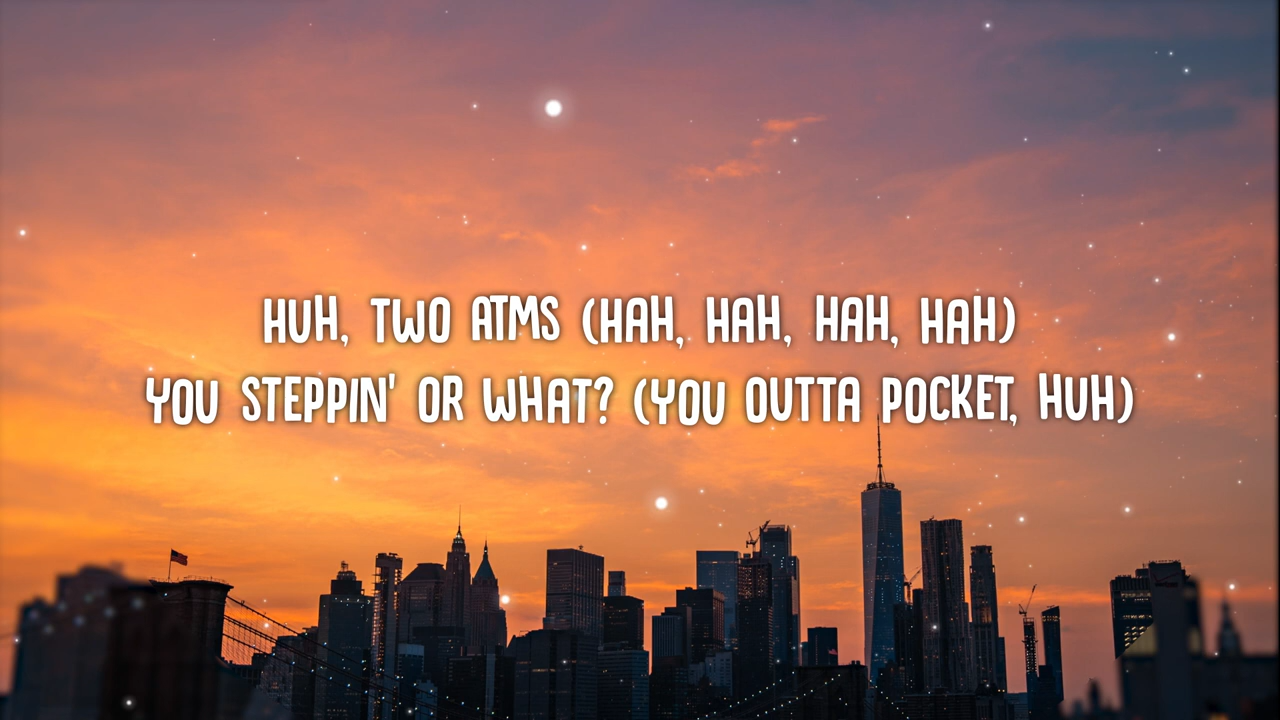 HUH, TWO ATMS (HAH, HAH, HAH, HAH)
YOU STEPPIN' OR WHAT? (YOU OUTTA POCKET, HUH)